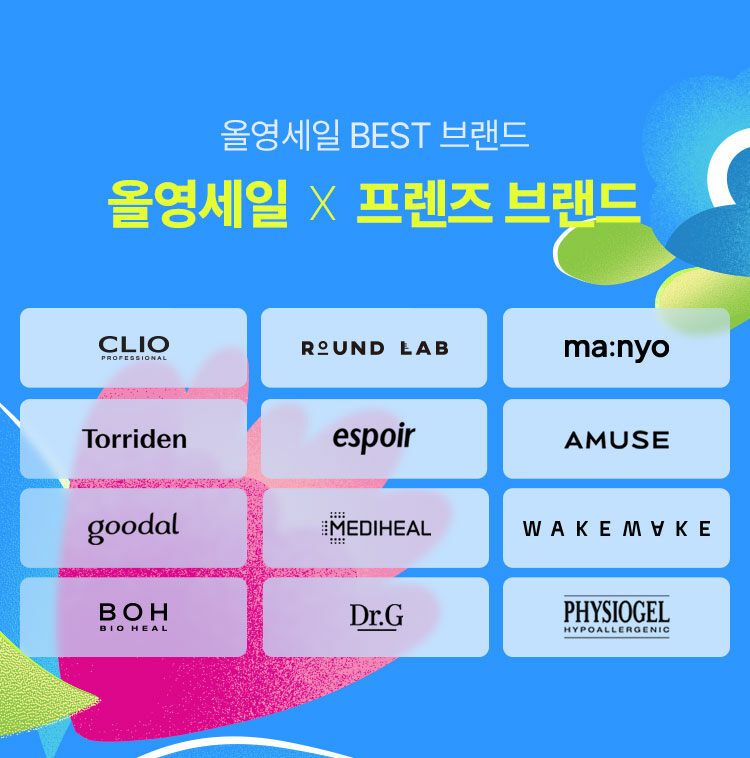 올영세일 BEST 브랜드
올영세일 X 프렌즈 브랜드
CLIO
PROFESSIONAL
ROUND LAB
ma:nyo
Torriden
espoir
AMUSE
goodal
MEDIHEAL
WAKEMAKE
BOH
BIO HEAL
Dr.G
PHYSIOGEL
HYPOALLERGENIC